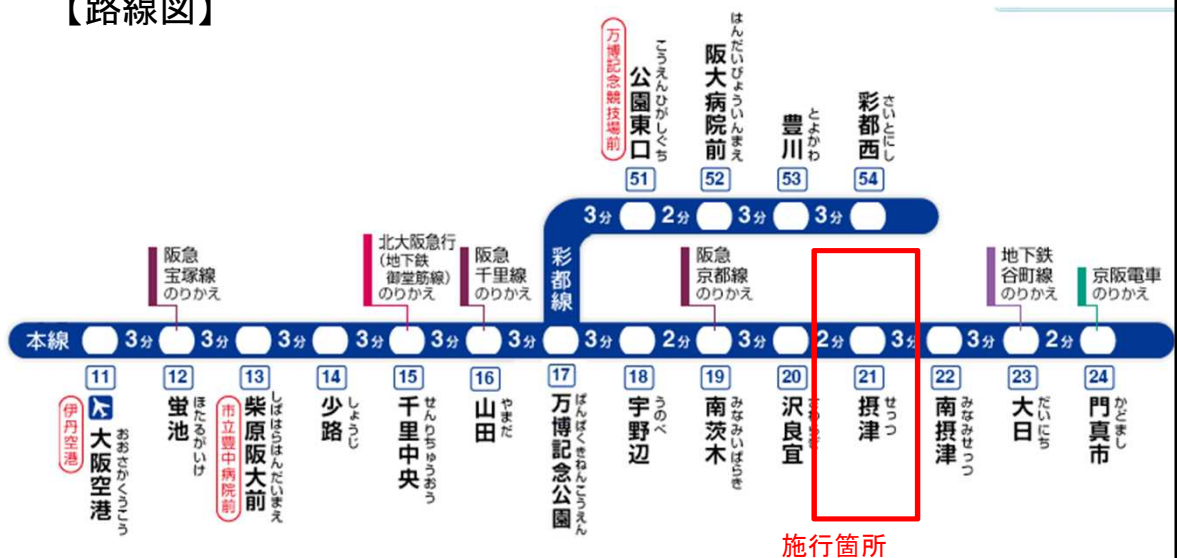 【路線図】
万博記念競技場前
公園東口
こうえんひがしぐち
阪大病院前
はんだいびょういんまえ
豊川
とよかわ
彩都西
さいとにし
51
52
53
54
3分
2分
3分
3分
彩都線
阪急
宝塚線
のりかえ
北大阪急行
(地下鉄
御堂筋線)
のりかえ
阪急
千里線
のりかえ
阪急
京都線
のりかえ
地下鉄
谷町線
のりかえ
京阪電車
のりかえ
本線
3分
3分
3分
3分
3分
3分
3分
2分
3分
2分
3分
3分
2分
11
12
13
14
15
16
17
18
19
20
21
22
23
24
伊丹空港
大阪空港
おおさかくうこう
蛍池
ほたるがいけ
市立豊中病院前
柴原阪大前
しばはらはんだいまえ
少路
しょうじ
千里中央
せんりちゅうおう
山田
やまだ
万博記念公園
ばんぱくきねんこうえん
宇野辺
うのべ
南茨木
みなみいばらき
沢良宜
摂津
せっつ
南摂津
みなみせっつ
大日
だいにち
門真市
かどまし
施行箇所